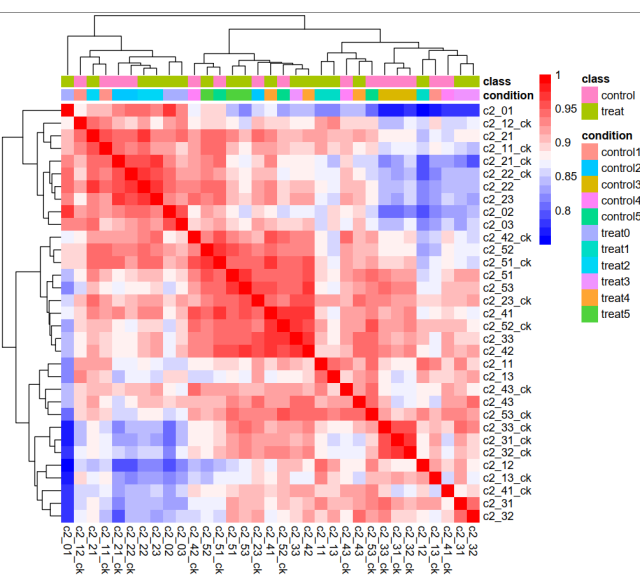 class
condition
c2_01
c2_12_ck
c2_21
c2_11_ck
c2_21_ck
c2_22_ck
c2_22
c2_23
c2_02
c2_03
c2_42_ck
c2_52
c2_51_ck
c2_51
c2_53
c2_23_ck
c2_41
c2_52_ck
c2_33
c2_42
c2_11
c2_13
c2_43_ck
c2_43
c2_53_ck
c2_33_ck
c2_31_ck
c2_32_ck
c2_12
c2_13_ck
c2_41_ck
c2_31
c2_32
c2_01
c2_12_ck
c2_21
c2_11_ck
c2_21_ck
c2_22_ck
c2_22
c2_23
c2_02
c2_03
c2_42_ck
c2_52
c2_51_ck
c2_51
c2_53
c2_23_ck
c2_41
c2_52_ck
c2_33
c2_42
c2_11
c2_13
c2_43_ck
c2_43
c2_53_ck
c2_33_ck
c2_31_ck
c2_32_ck
c2_12
c2_13_ck
c2_41_ck
c2_31
c2_32
1
0.95
0.9
0.85
0.8
class
control
treat
condition
control1
control2
control3
control4
control5
treat0
treat1
treat2
treat3
treat4
treat5